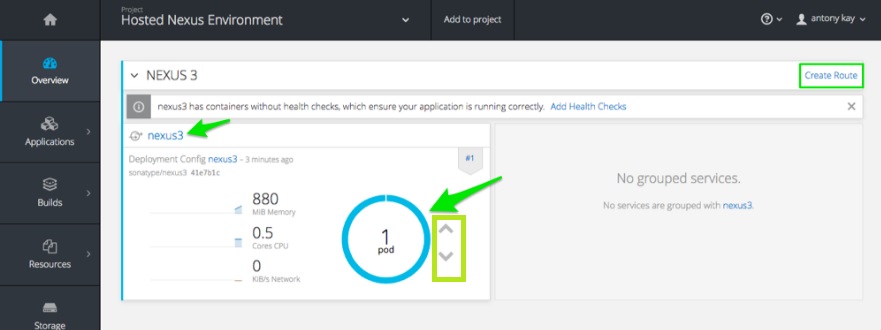 Project
Hosted Nexus Environment
Add to project
antony kay
Overview
Applications
Builds
Resources
Storage
NEXUS 3
Create Route
nexus3 has containers without health checks, which ensure your application is running correctly. Add Health Checks
nexus3
Deployment Config nexus3 - 3 minutes ago
#1
sonatype/nexus3 41e7b1c
880
MiB Memory
0.5
Cores CPU
0
KiB/s Network
1
pod
No grouped services.
No services are grouped with nexus3.